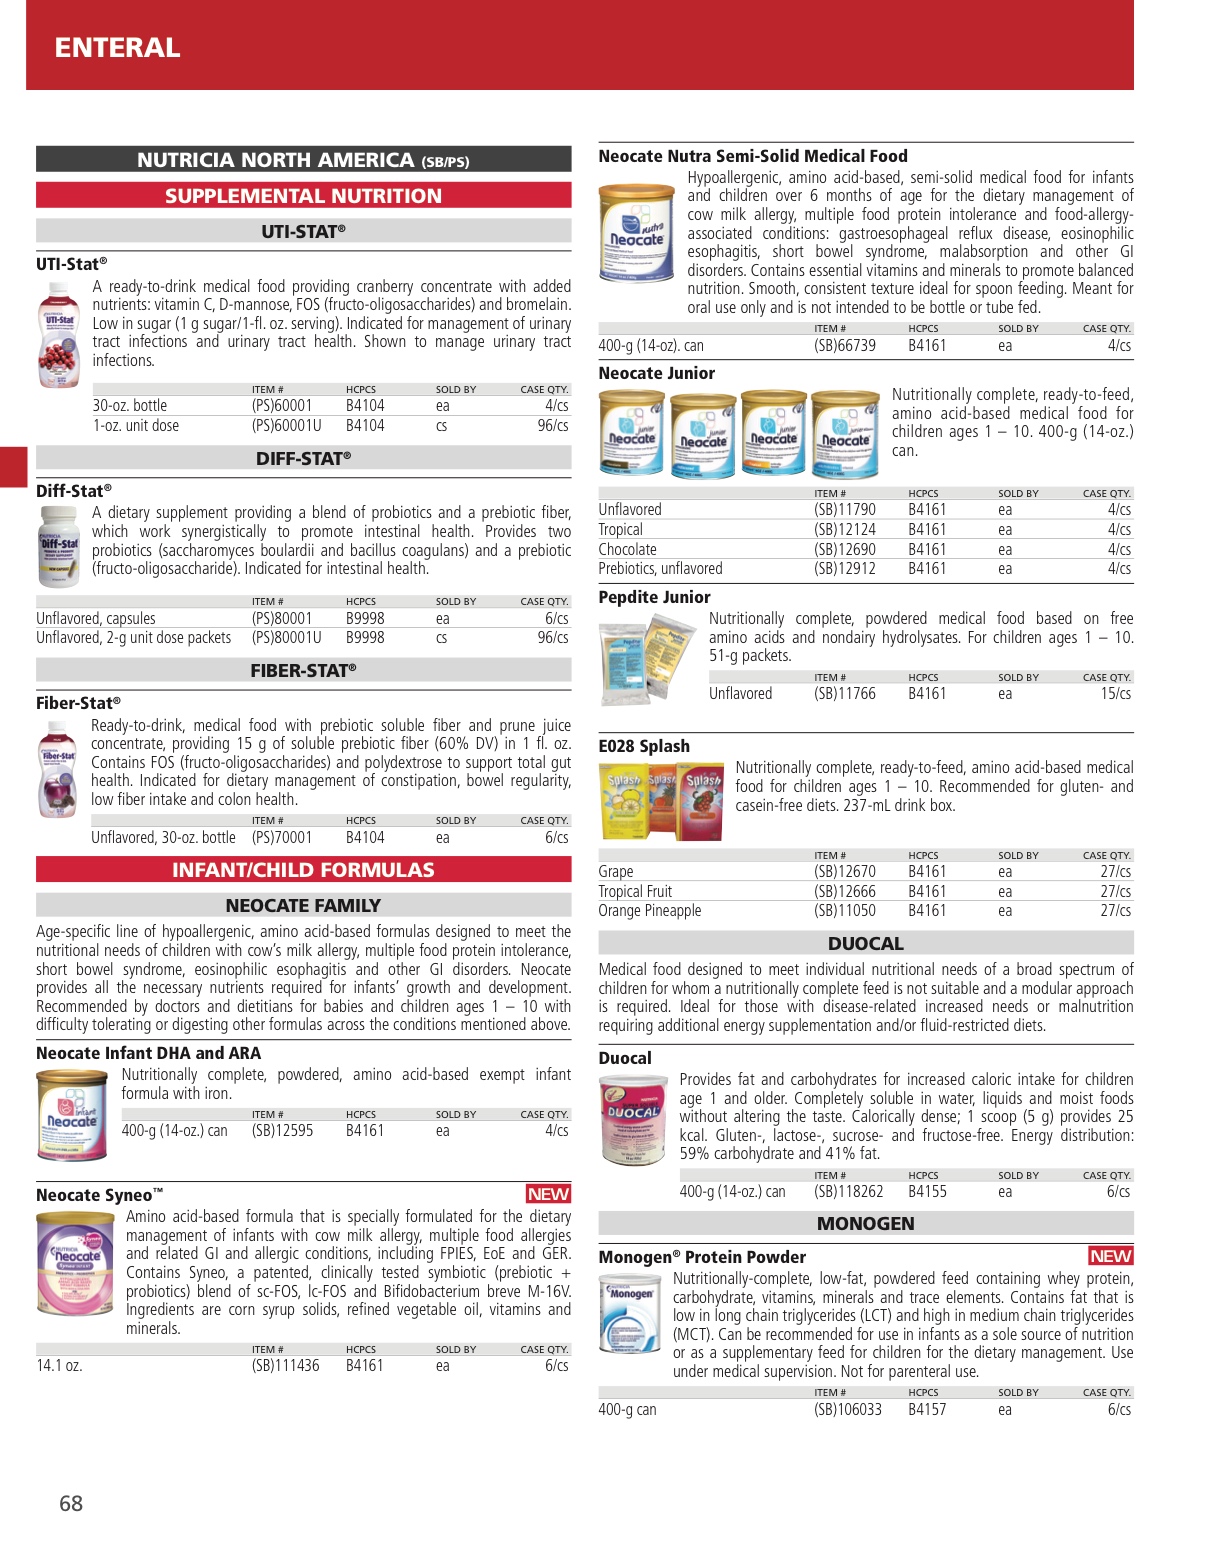 ENTERAL
NUTRICIA NORTH AMERICA (SB/PS)
SUPPLEMENTAL NUTRITION
UTI-STAT®
UTI-Stat®
A ready-to-drink medical food providing cranberry concentrate with added
nutrients: vitamin C, D-mannose, FOS (fructo-oligosaccharides) and bromelain.
Low in sugar (1 g sugar/1-fl. oz. serving). Indicated for management of urinary
tract infections and urinary tract health. Shown to manage urinary tract
infections.
ITEM # HCPCS SOLD BY CASE QTY.
30-oz. bottle (PS)60001 B4104 ea 4/cs
1-oz. unit dose (PS)60001U B4104 cs 96/cs
DIFF-STAT®
Diff-Stat®
A dietary supplement providing a blend of probiotics and a prebiotic fiber,
which work synergistically to promote intestinal health. Provides two
probiotics (saccharomyces boulardii and bacillus coagulans) and a prebiotic
(fructo-oligosaccharide). Indicated for intestinal health.
ITEM # HCPCS SOLD BY CASE QTY.
Unflavored, capsules (PS)80001 B9998 ea 6/cs
Unflavored, 2-g unit dose packets (PS)80001U B9998 cs 96/cs
FIBER-STAT®
Fiber-Stat®
Ready-to-drink, medical food with prebiotic soluble fiber and prune juice
concentrate, providing 15 g of soluble prebiotic fiber (60% DV) in 1 fl. oz.
Contains FOS (fructo-oligosaccharides) and polydextrose to support total gut
health. Indicated for dietary management of constipation, bowel regularity,
low fiber intake and colon health.
ITEM # HCPCS SOLD BY CASE QTY.
Unflavored, 30-oz. bottle (PS)70001 B4104 ea 6/cs
INFANT/CHILD FORMULAS
NEOCATE FAMILY
Age-specific line of hypoallergenic, amino acid-based formulas designed to meet the
nutritional needs of children with cow’s milk allergy, multiple food protein intolerance,
short bowel syndrome, eosinophilic esophagitis and other GI disorders. Neocate
provides all the necessary nutrients required for infants’ growth and development.
Recommended by doctors and dietitians for babies and children ages 1 – 10 with
difficulty tolerating or digesting other formulas across the conditions mentioned above.
Neocate Infant DHA and ARA
Nutritionally complete, powdered, amino acid-based exempt infant
formula with iron.
ITEM # HCPCS SOLD BY CASE QTY.
400-g (14-oz.) can (SB)12595 B4161 ea 4/cs
Neocate Syneo™ NEW
Amino acid-based formula that is specially formulated for the dietary
management of infants with cow milk allergy, multiple food allergies
and related GI and allergic conditions, including FPIES, EoE and GER.
Contains Syneo, a patented, clinically tested symbiotic (prebiotic +
probiotics) blend of sc-FOS, lc-FOS and Bifidobacterium breve M-16V.
Ingredients are corn syrup solids, refined vegetable oil, vitamins and
minerals.
ITEM # HCPCS SOLD BY CASE QTY.
14.1 oz. (SB)111436 B4161 ea 6/cs
Neocate Nutra Semi-Solid Medical Food
Hypoallergenic, amino acid-based, semi-solid medical food for infants
and children over 6 months of age for the dietary management of
cow milk allergy, multiple food protein intolerance and food-allergy-
associated conditions: gastroesophageal reflux disease, eosinophilic
esophagitis, short bowel syndrome, malabsorption and other GI
disorders. Contains essential vitamins and minerals to promote balanced
nutrition. Smooth, consistent texture ideal for spoon feeding. Meant for
oral use only and is not intended to be bottle or tube fed.
ITEM # HCPCS SOLD BY CASE QTY.
400-g (14-oz). can (SB)66739 B4161 ea 4/cs
Neocate Junior
Nutritionally complete, ready-to-feed,
amino acid-based medical food for
children ages 1 – 10. 400-g (14-oz.)
can.
ITEM # HCPCS SOLD BY CASE QTY.
Unflavored (SB)11790 B4161 ea 4/cs
Tropical (SB)12124 B4161 ea 4/cs
Chocolate (SB)12690 B4161 ea 4/cs
Prebiotics, unflavored (SB)12912 B4161 ea 4/cs
Pepdite Junior
Nutritionally complete, powdered medical food based on free
amino acids and nondairy hydrolysates. For children ages 1 – 10.
51-g packets.
ITEM # HCPCS SOLD BY CASE QTY.
Unflavored (SB)11766 B4161 ea 15/cs
E028 Splash
Nutritionally complete, ready-to-feed, amino acid-based medical
food for children ages 1 – 10. Recommended for gluten- and
casein-free diets. 237-mL drink box.
ITEM # HCPCS SOLD BY CASE QTY.
Grape (SB)12670 B4161 ea 27/cs
Tropical Fruit (SB)12666 B4161 ea 27/cs
Orange Pineapple (SB)11050 B4161 ea 27/cs
DUOCAL
Medical food designed to meet individual nutritional needs of a broad spectrum of
children for whom a nutritionally complete feed is not suitable and a modular approach
is required. Ideal for those with disease-related increased needs or malnutrition
requiring additional energy supplementation and/or fluid-restricted diets.
Duocal
Provides fat and carbohydrates for increased caloric intake for children
age 1 and older. Completely soluble in water, liquids and moist foods
without altering the taste. Calorically dense; 1 scoop (5 g) provides 25
kcal. Gluten-, lactose-, sucrose- and fructose-free. Energy distribution:
59% carbohydrate and 41% fat.
ITEM # HCPCS SOLD BY CASE QTY.
400-g (14-oz.) can (SB)118262 B4155 ea 6/cs
MONOGEN
Monogen® Protein Powder NEW
Nutritionally-complete, low-fat, powdered feed containing whey protein,
carbohydrate, vitamins, minerals and trace elements. Contains fat that is
low in long chain triglycerides (LCT) and high in medium chain triglycerides
(MCT). Can be recommended for use in infants as a sole source of nutrition
or as a supplementary feed for children for the dietary management. Use
under medical supervision. Not for parenteral use.
ITEM # HCPCS SOLD BY CASE QTY.
400-g can (SB)106033 B4157 ea 6/cs
68